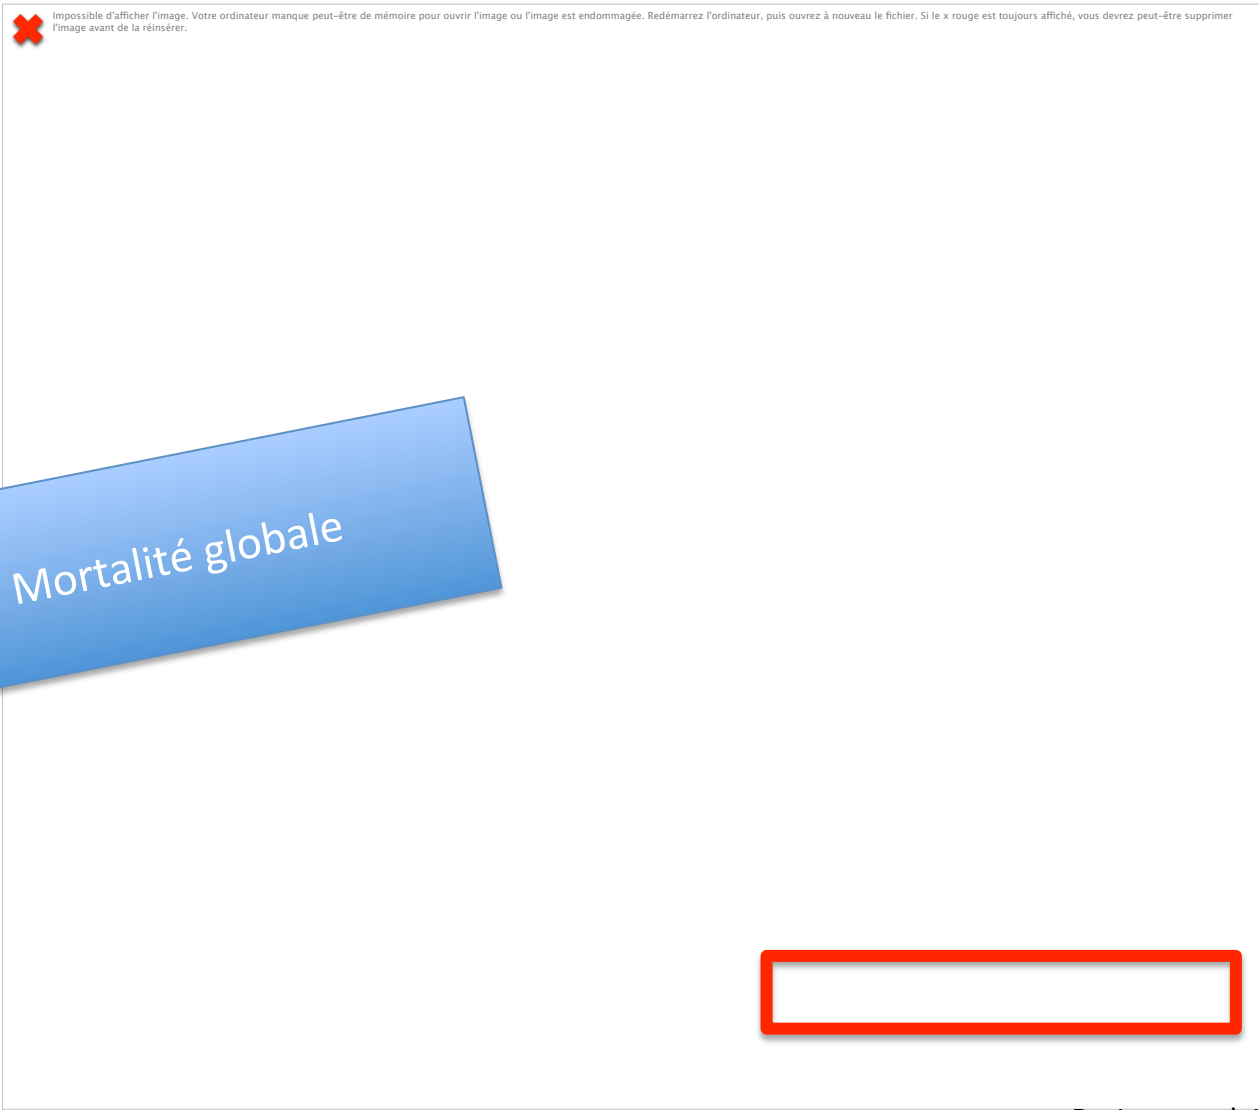 Impossible d'afficher l'image. Votre ordinateur manque peut-être de mémoire pour ouvrir l'image ou l'image est endommagée. Redémarrez l'ordinateur, puis ouvrez à nouveau le fichier. Si le x rouge est toujours affiché, vous devrez peut-être supprimer
l'image avant de la réinsérer.
Mortalité globale